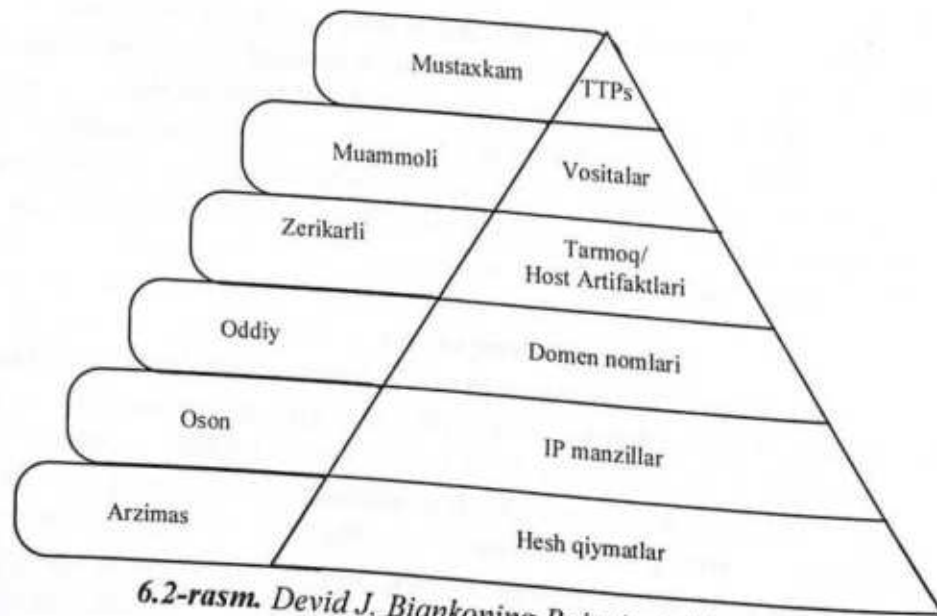 Mustaxkam
TTPs
Muammoli
Vositalar
Zerikarli
Tarmoq/
Host Artifaktlari
Oddiy
Domen nomlari
Oson
IP manzillar
Arzimas
Hesh qiymatlar
6.2-rasm. Devid J. Biankoning